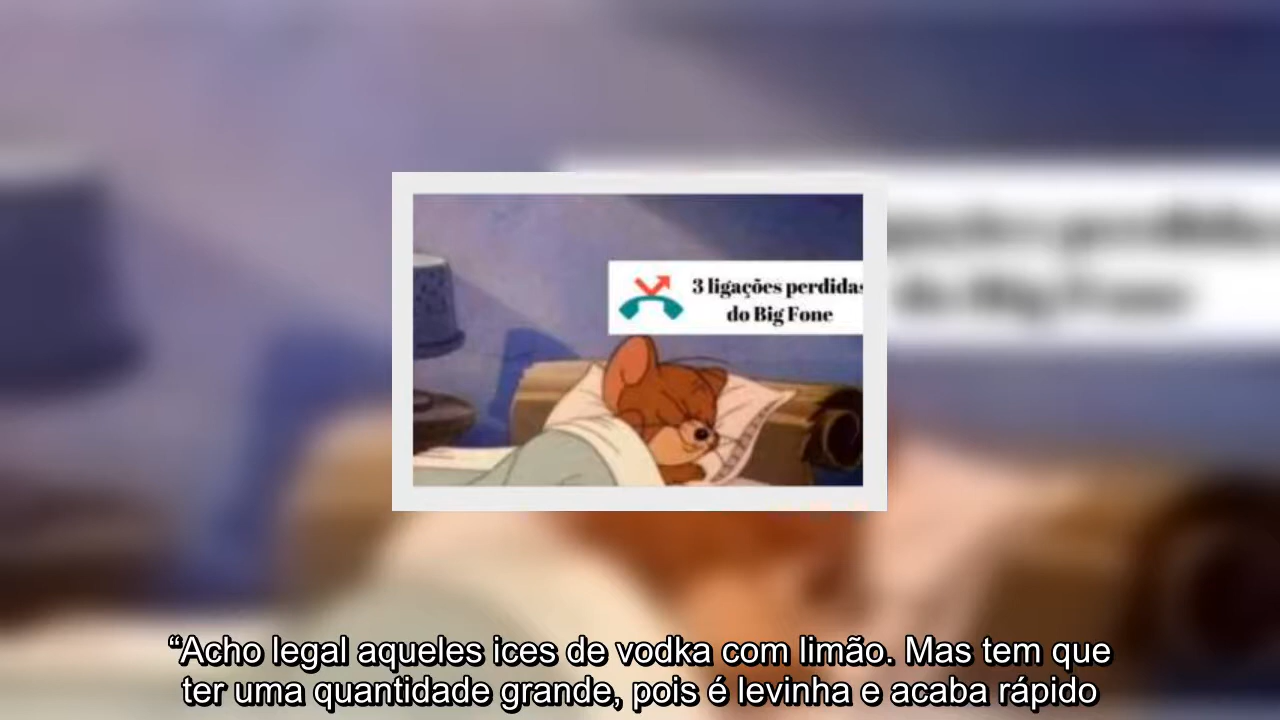 3 ligações perdidas
do Big Fone
“Acho legal aqueles ices de vodka com limão. Mas tem que
ter uma quantidade grande, pois é levinha e acaba rápido